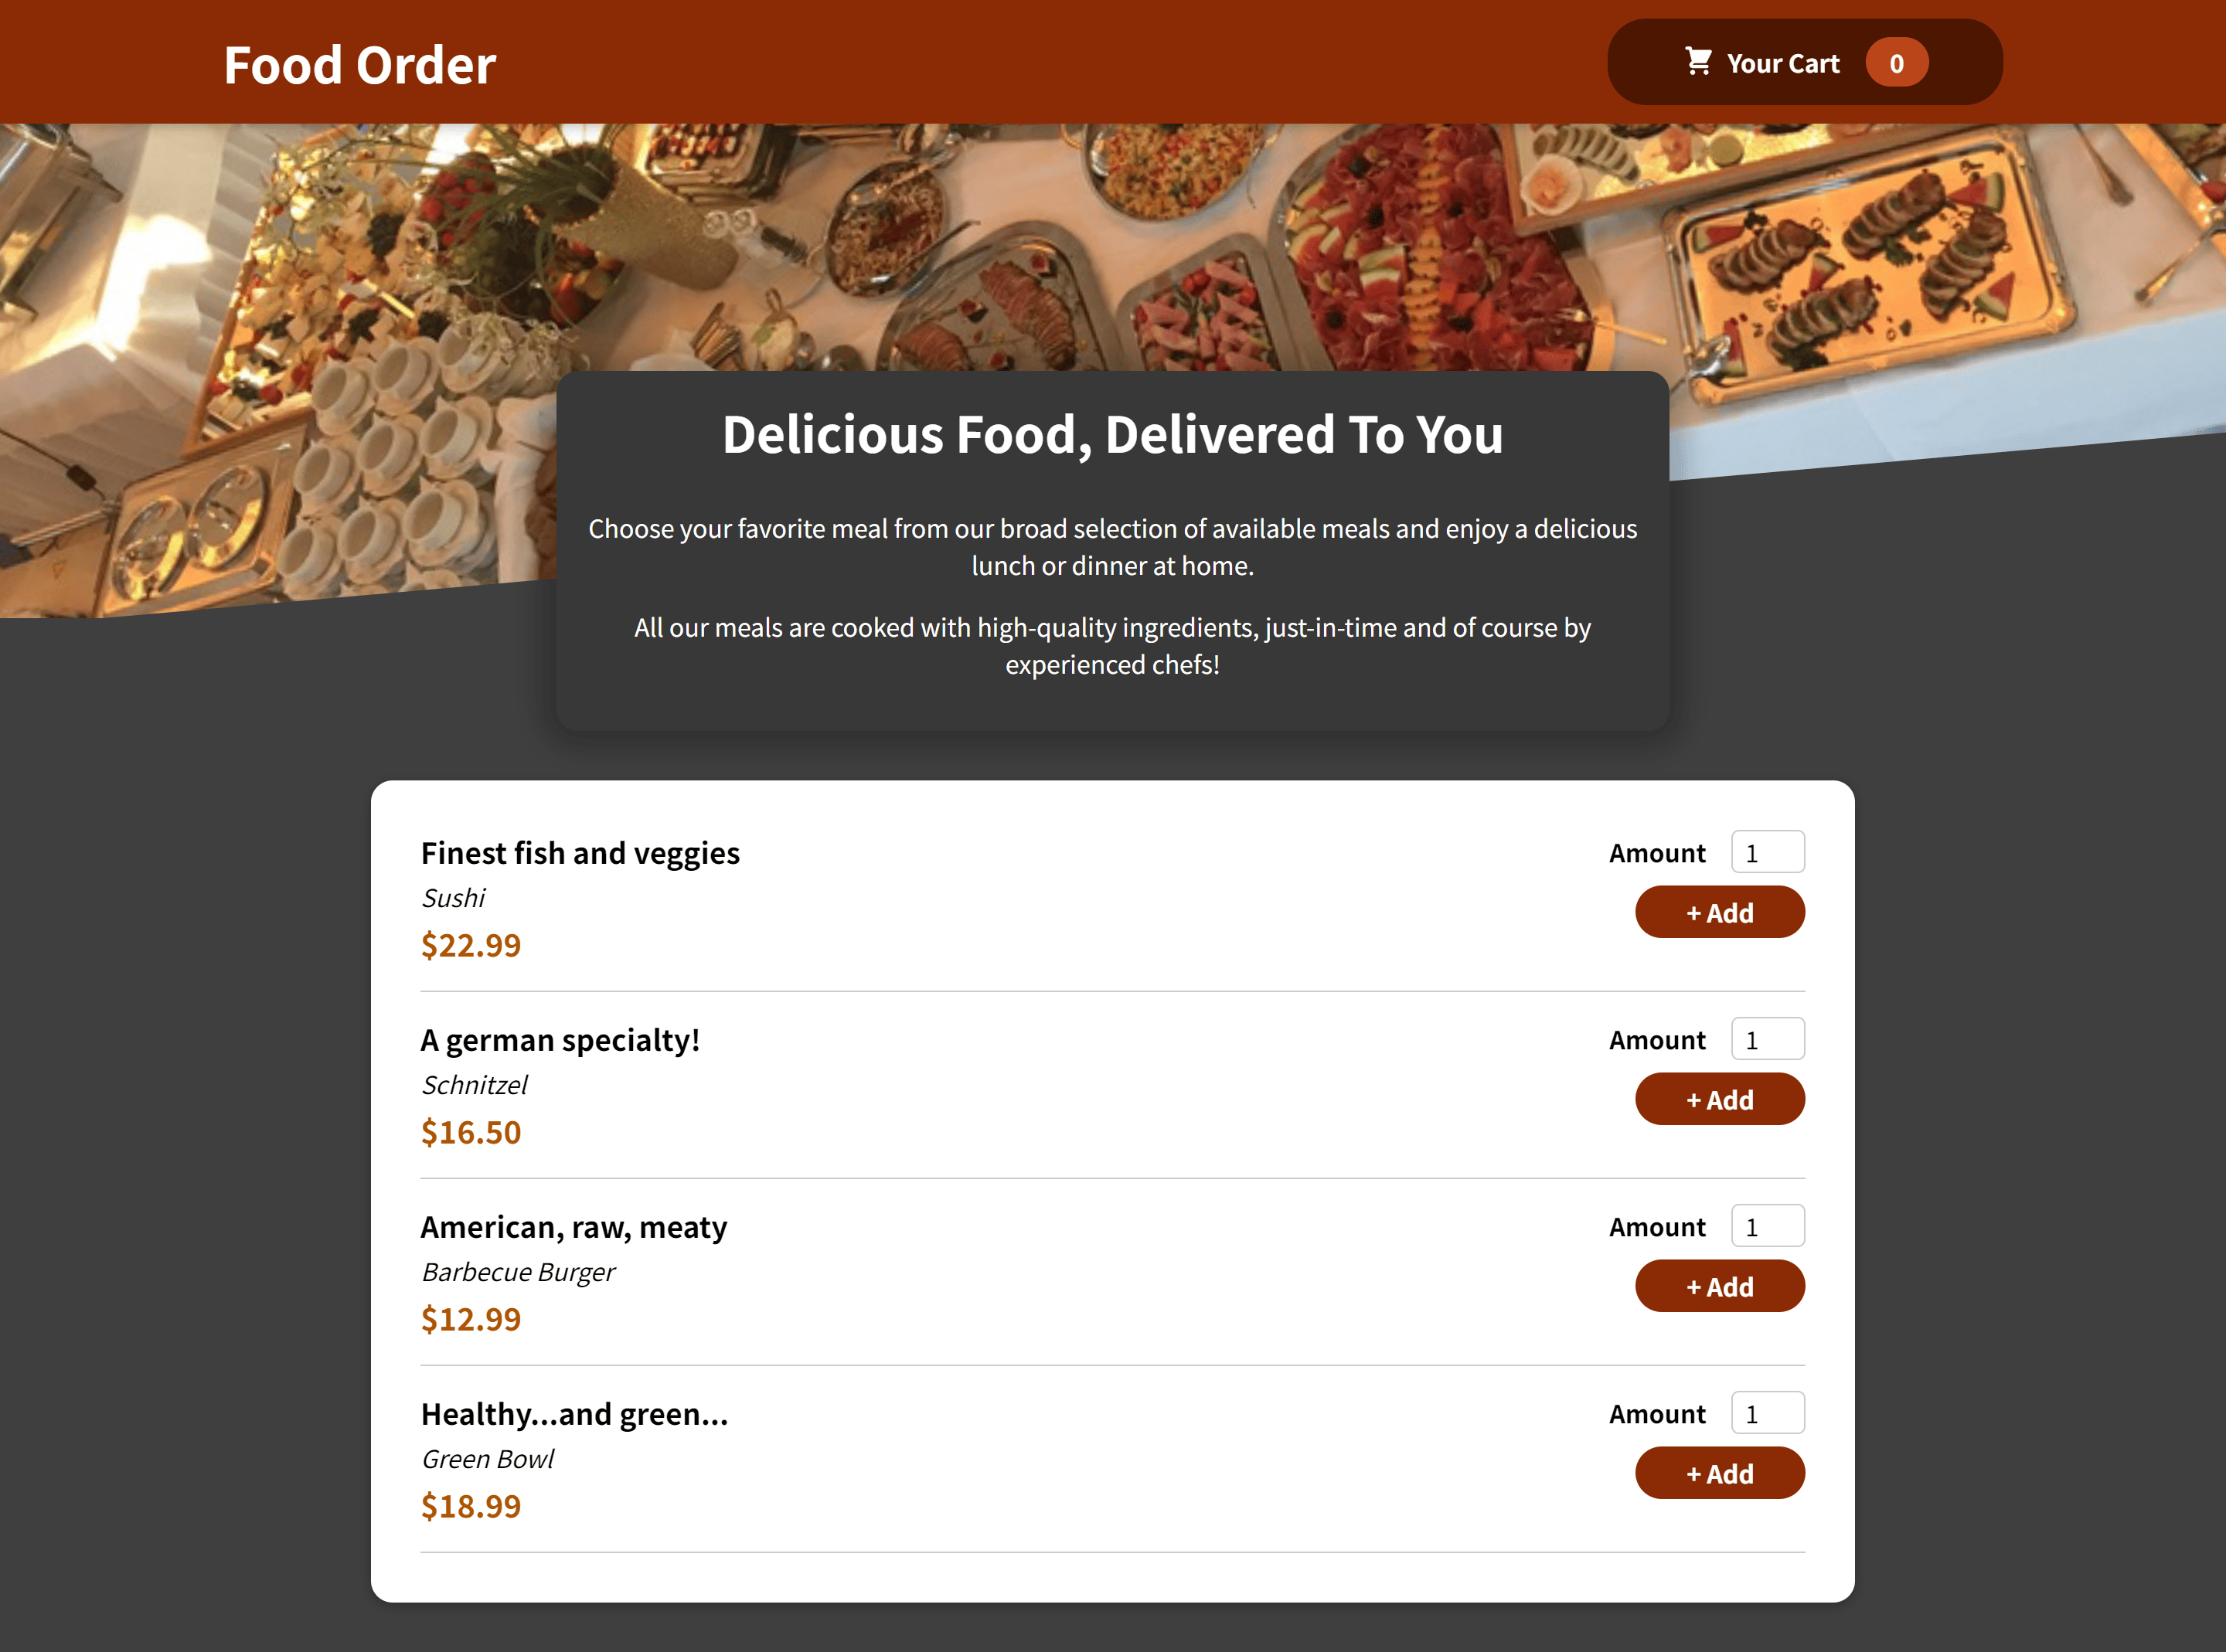 Food Order
Your Cart 0
Delicious Food, Delivered To You
Choose your favorite meal from our broad selection of available meals and enjoy a delicious
lunch or dinner at home.
All our meals are cooked with high-quality ingredients, just-in-time and of course by
experienced chefs!
Finest fish and veggies
Sushi
$22.99
Amount 1
+ Add
A german specialty!
Schnitzel
$16.50
Amount 1
+ Add
American, raw, meaty
Barbecue Burger
$12.99
Amount 1
+ Add
Healthy...and green...
Green Bowl
$18.99
Amount 1
+ Add